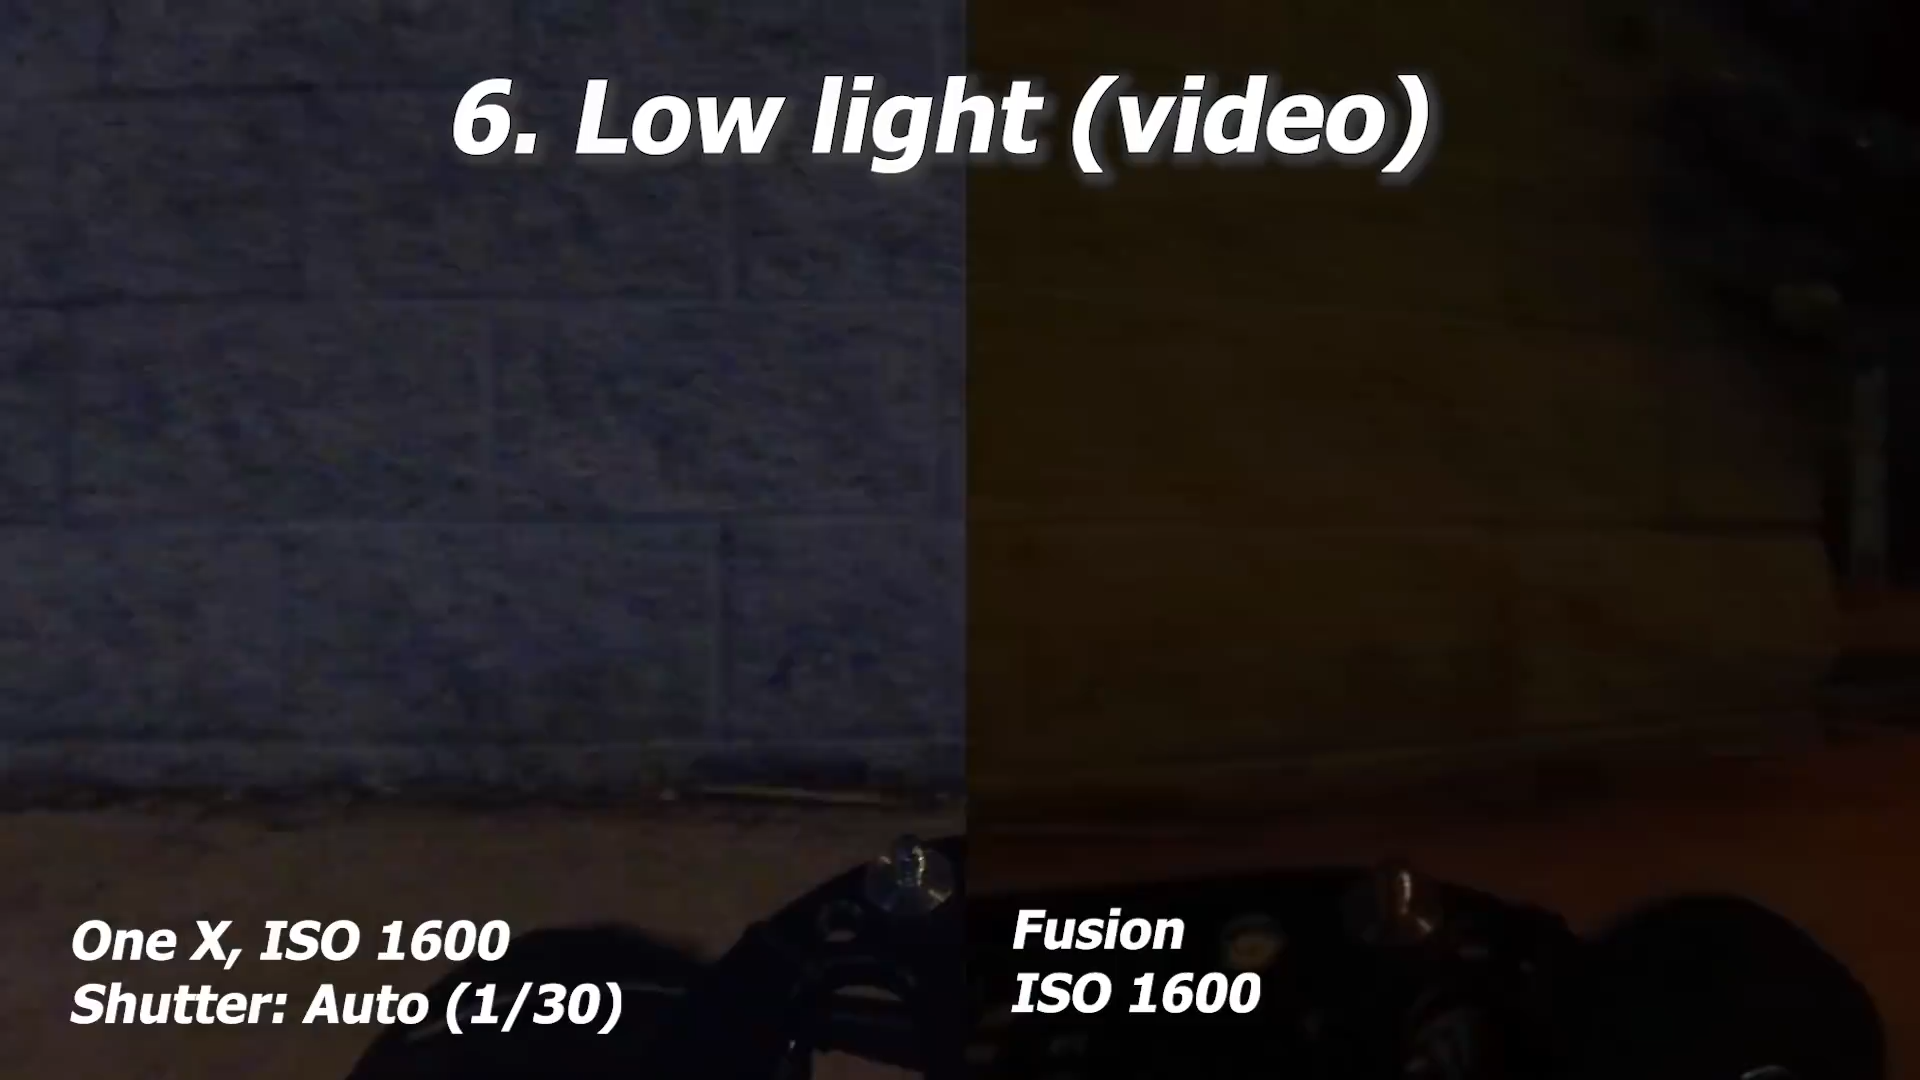 6. Low light (video)
One X, ISO 1600
Shutter: Auto (1/30)
Fusion
ISO 1600